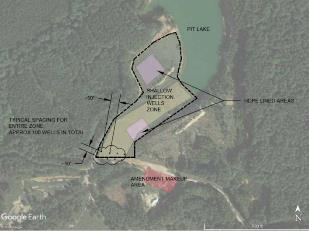 PIT LAKE
~50'
SHALLOW
INJECTION
WELLS
ZONE
HDPE LINED AREAS
TYPICAL SPACING FOR
ENTIRE ZONE.
APPROX 100 WELLS IN TOTAL
~50'
AMENDMENT MAKEUP
AREA
Google Earth
N